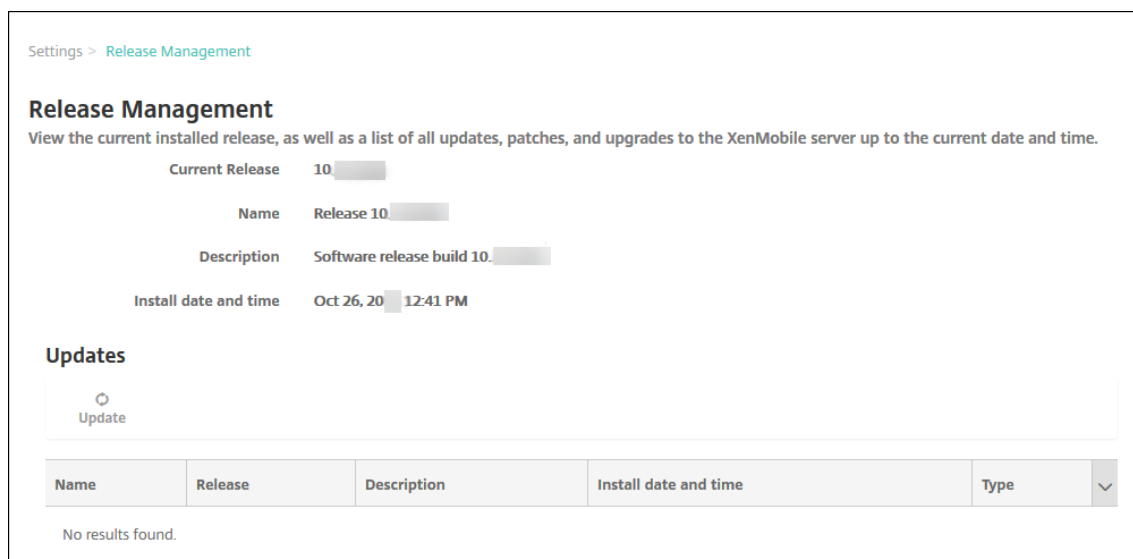 Settings > Release Management
Release Management
View the current installed release, as well as a list of all updates, patches, and upgrades to the XenMobile server up to the current date and time.
Current Release 10.
Name Release 10.
Description Software release build 10.
Install date and time Oct 26, 20 12:41 PM
Updates
Update
Name Release Description Install date and time Type
No results found.